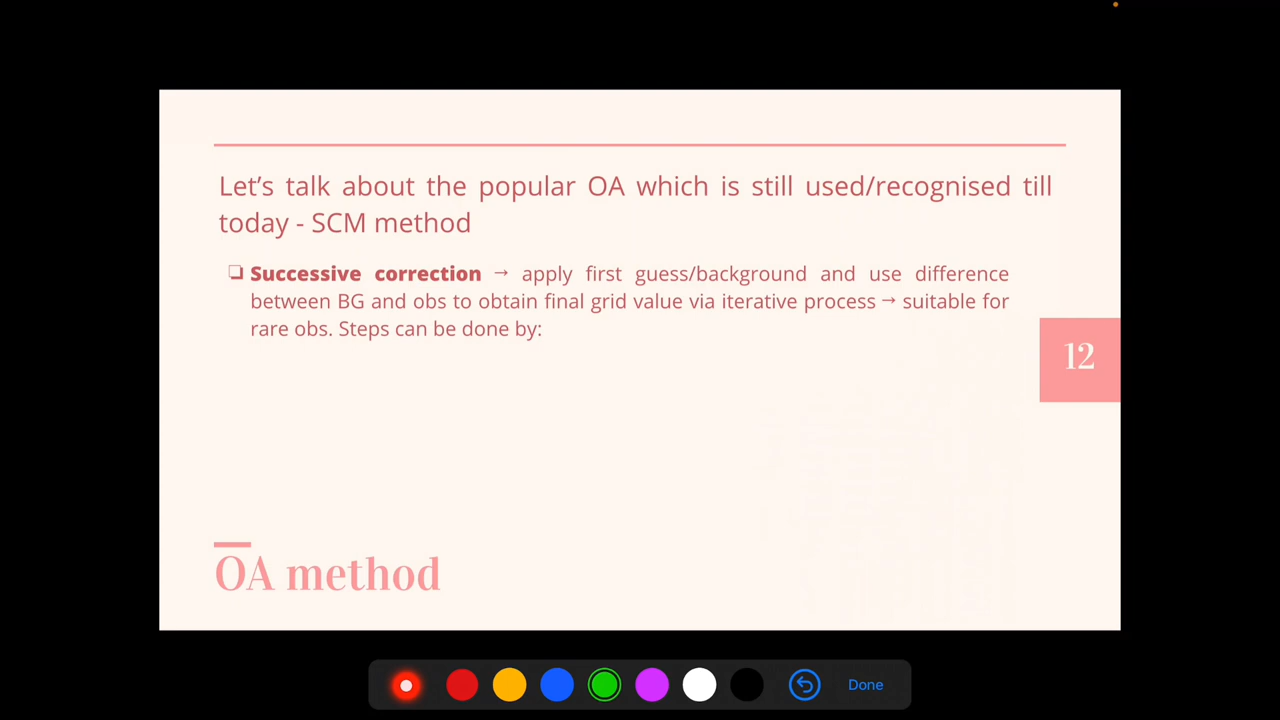 Let’s talk about the popular OA which is still used/recognised till
today - SCM method
❏ Successive correction → apply first guess/background and use difference
between BG and obs to obtain final grid value via iterative process → suitable for
rare obs. Steps can be done by:
12
OA method
Done